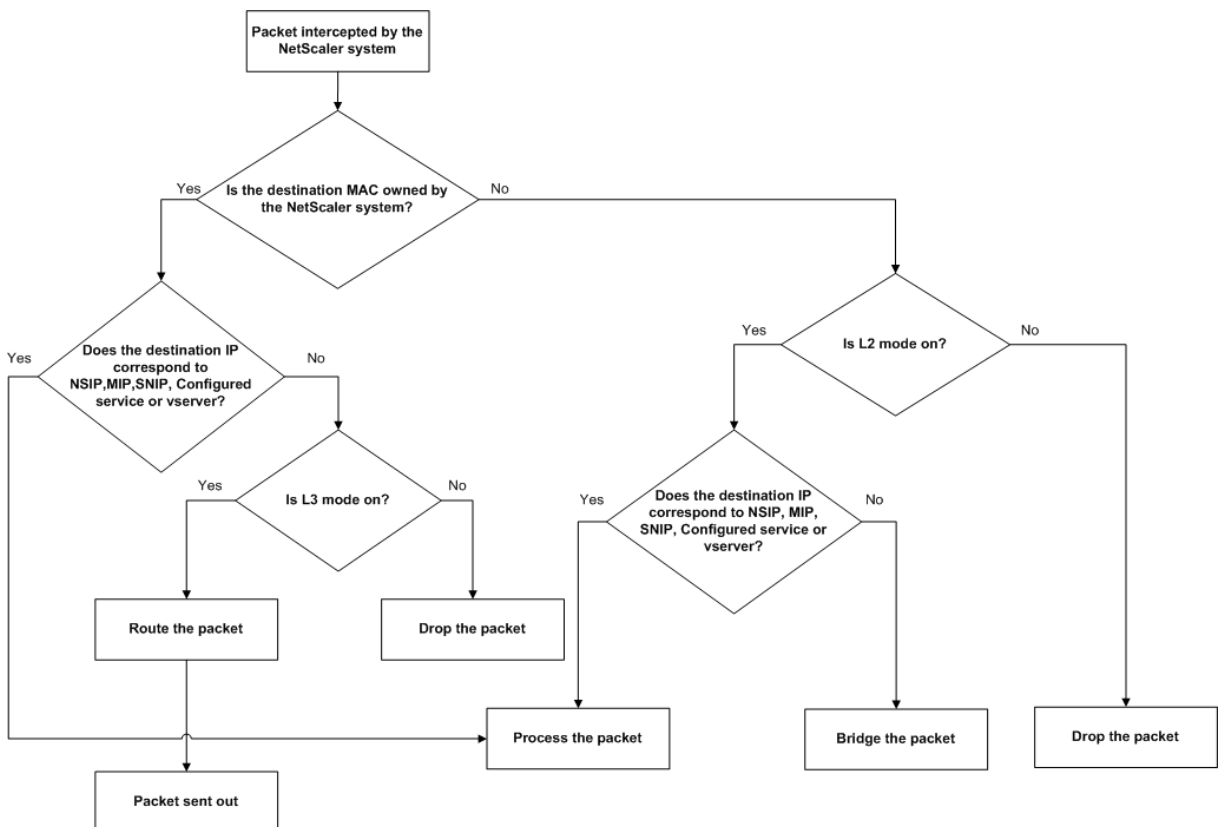 Packet intercepted by the
NetScaler system
Yes
Is the destination MAC owned by
the NetScaler system?
No
Yes
Does the destination IP
correspond to
NSIP,MIP,SNIP, Configured
service or vserver?
No
Yes
Is L2 mode on?
No
Yes
Is L3 mode on?
No
Yes
Does the destination IP
correspond to NSIP, MIP,
SNIP, Configured service or
vserver?
No
Route the packet
Drop the packet
Process the packet
Bridge the packet
Drop the packet
Packet sent out